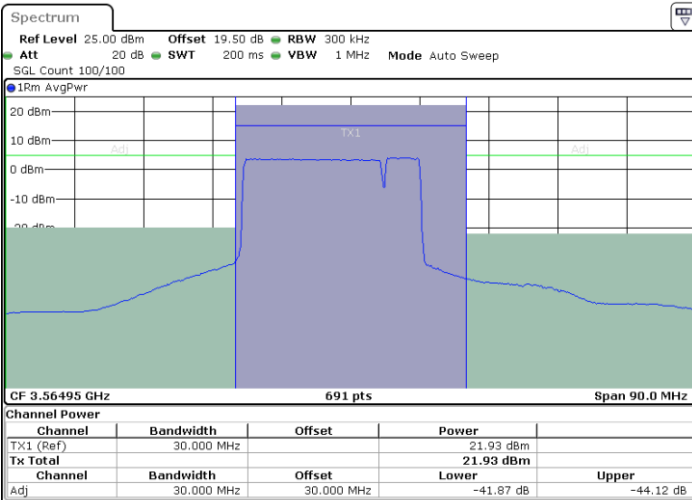 Spectrum
Ref Level 25.00 dBm Offset 19.50 dB RBW 300 kHz
Att 20 dB SWT 200 ms VBW 1 MHz Mode Auto Sweep
SGL Count 100/100
1Rm AvgPwr
20 dBm
TX1
10 dBm
Adj Adj
0 dBm
-10 dBm
-20 dBm
CF 3.56495 GHz 691 pts Span 90.0 MHz
Channel Power
Channel Bandwidth Offset Power
TX1 (Ref) 30.000 MHz 21.93 dBm
Tx Total 21.93 dBm
Channel Bandwidth Offset Lower Upper
Adj 30.000 MHz 30.000 MHz -41.87 dB -44.12 dB